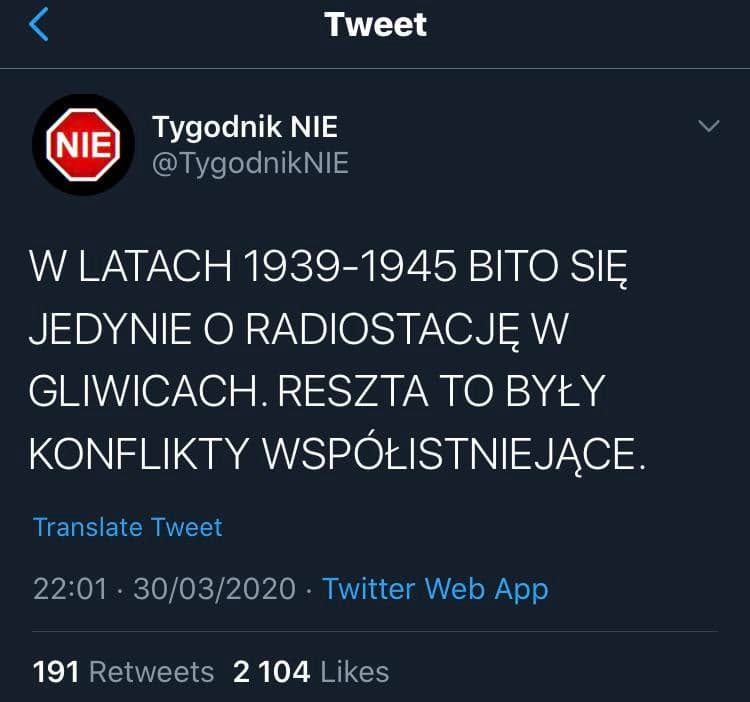 Tweet
NIE
Tygodnik NIE
@TygodnikNIE
W LATACH 1939-1945 BITO SIĘ
JEDYNIE O RADIOSTACJĘ W
GLIWICACH. RESZTA TO BYŁY
KONFLIKTY WSPÓŁISTNIEJĄCE.
Translate Tweet
22:01 · 30/03/2020 · Twitter Web App
191 Retweets 2 104 Likes